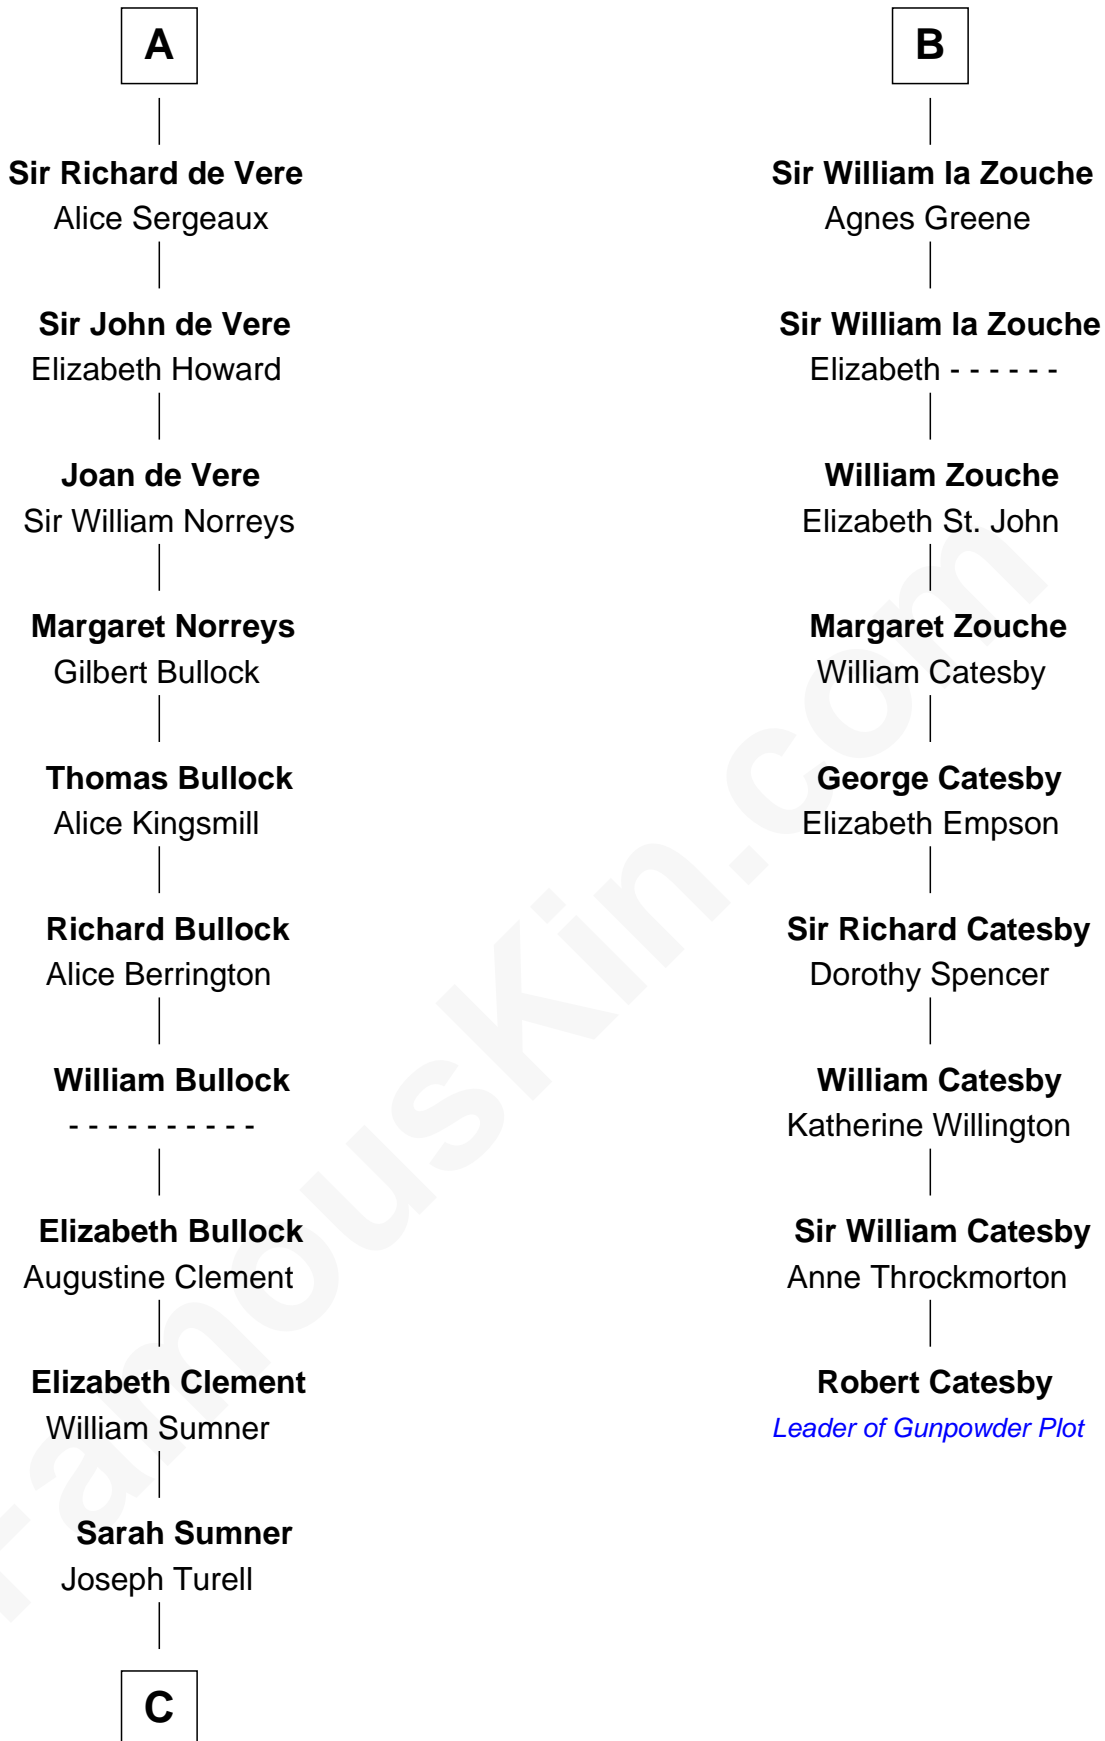 A
Sir Richard de Vere
Alice Sergeaux
Sir John de Vere
Elizabeth Howard
Joan de Vere
Sir William Norreys
Margaret Norreys
Gilbert Bullock
Thomas Bullock
Alice Kingsmill
Richard Bullock
Alice Berrington
William Bullock
- - - - - - - - - -
Elizabeth Bullock
Augustine Clement
Elizabeth Clement
William Sumner
Sarah Sumner
Joseph Turell
C
B
Sir William la Zouche
Agnes Greene
Sir William la Zouche
Elizabeth - - - - - -
William Zouche
Elizabeth St. John
Margaret Zouche
William Catesby
George Catesby
Elizabeth Empson
Sir Richard Catesby
Dorothy Spencer
William Catesby
Katherine Willington
Sir William Catesby
Anne Throckmorton
Robert Catesby
Leader of Gunpowder Plot
FamousKin.com